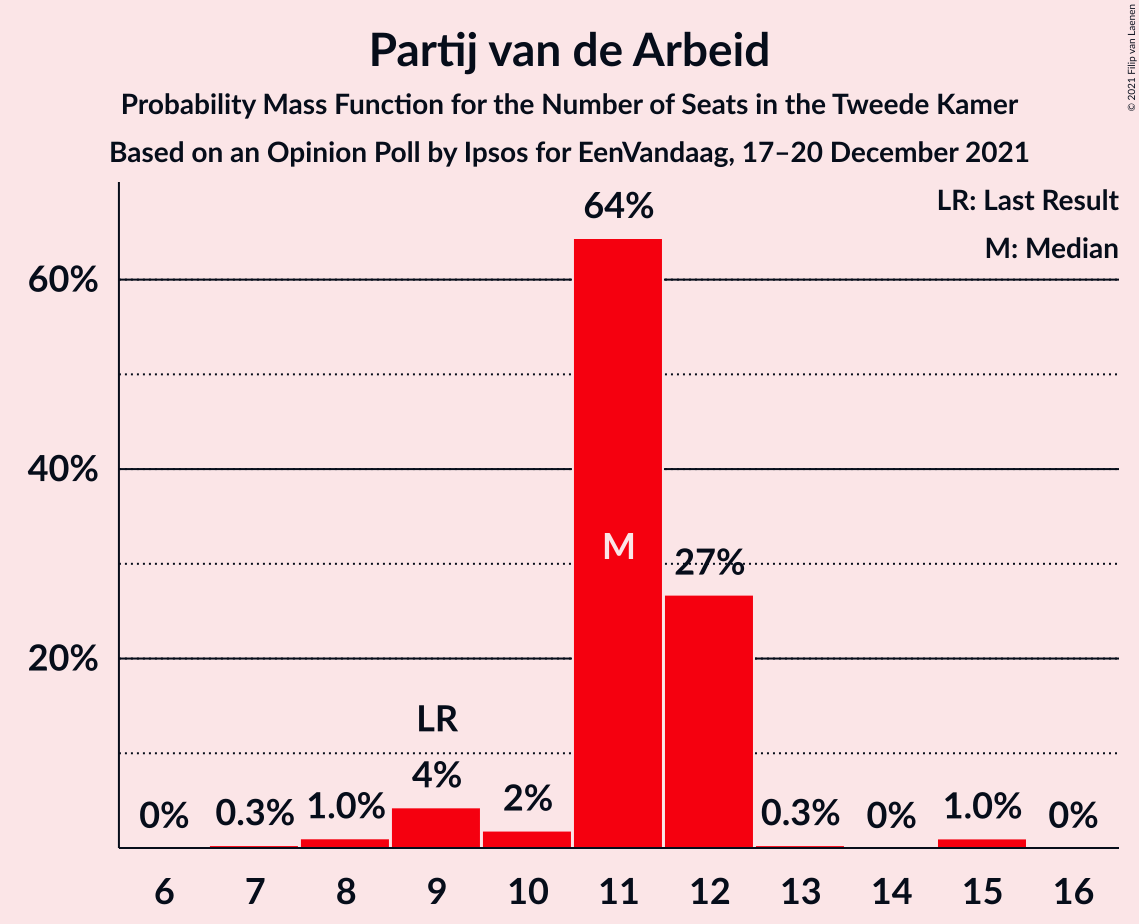 Partij van de Arbeid
Probability Mass Function for the Number of Seats in the Tweede Kamer
Based on an Opinion Poll by Ipsos for EenVandaag, 17–20 December 2021
© 2021 Filip van Laenen
LR: Last Result
M: Median
60%
40%
20%
0%
0.3%
1.0%
LR
4%
2%
64%
M
27%
0.3%
0%
1.0%
0%
6 7 8 9 10 11 12 13 14 15 16